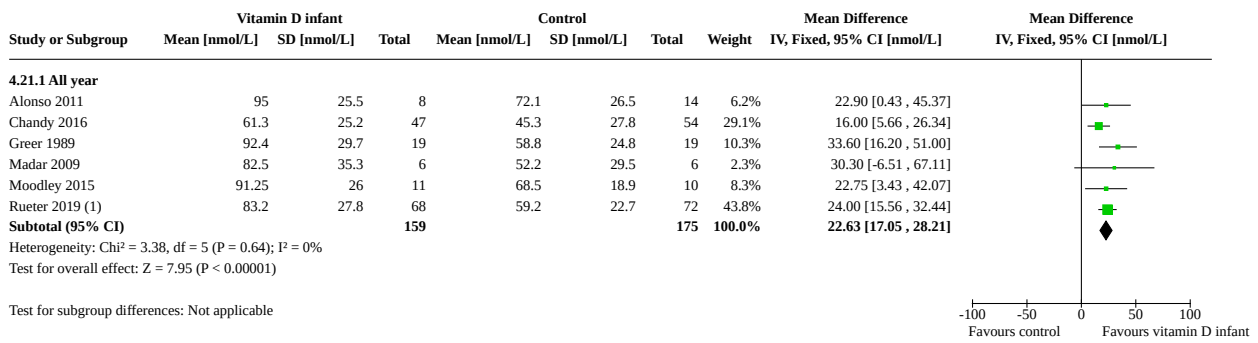 Vitamin D infant Control Mean Difference Mean Difference
Study or Subgroup Mean [nmol/L] SD [nmol/L] Total Mean [nmol/L] SD [nmol/L] Total Weight IV, Fixed, 95% CI [nmol/L] IV, Fixed, 95% CI [nmol/L]
4.21.1 All year
Alonso 2011 95 25.5 8 72.1 26.5 14 6.2% 22.90 [0.43 , 45.37]
Chandy 2016 61.3 25.2 47 45.3 27.8 54 29.1% 16.00 [5.66 , 26.34]
Greer 1989 92.4 29.7 19 58.8 24.8 19 10.3% 33.60 [16.20 , 51.00]
Madar 2009 82.5 35.3 6 52.2 29.5 6 2.3% 30.30 [-6.51 , 67.11]
Moodley 2015 91.25 26 11 68.5 18.9 10 8.3% 22.75 [3.43 , 42.07]
Rueter 2019 (1) 83.2 27.8 68 59.2 22.7 72 43.8% 24.00 [15.56 , 32.44]
Subtotal (95% CI) 159 175 100.0% 22.63 [17.05 , 28.21]
Heterogeneity: Chi² = 3.38, df = 5 (P = 0.64); I² = 0%
Test for overall effect: Z = 7.95 (P < 0.00001)
Test for subgroup differences: Not applicable
-100 -50 0 50 100
Favours control Favours vitamin D infant